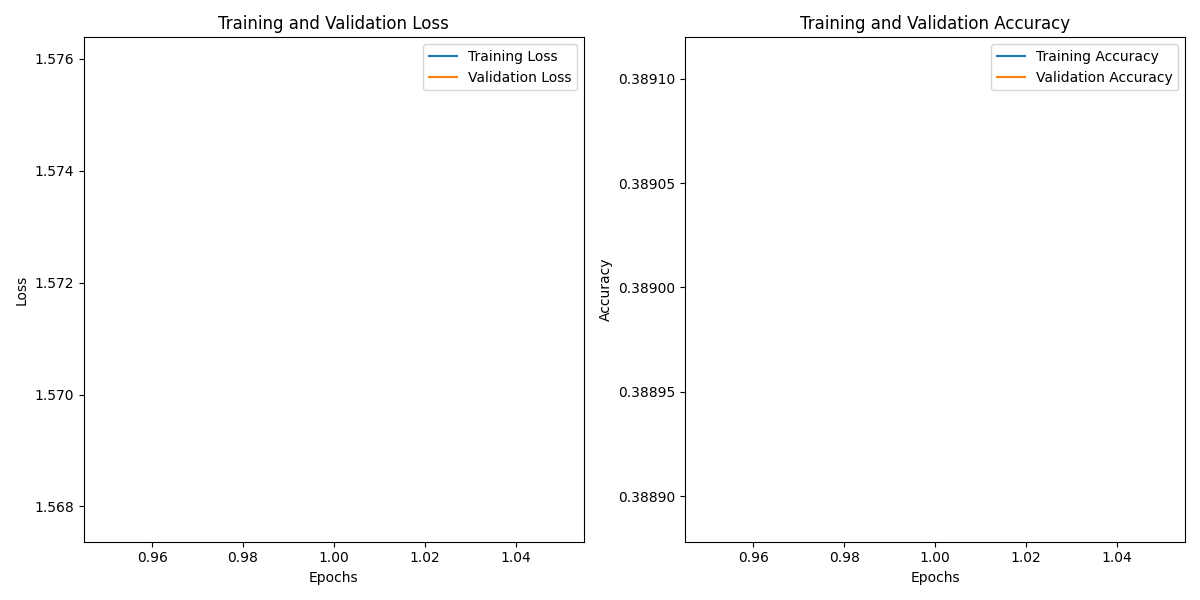 Training and Validation Loss
Training Loss
Validation Loss
1.576
1.574
1.572
1.570
1.568
Loss
0.96 0.98 1.00 1.02 1.04
Epochs
Training and Validation Accuracy
Training Accuracy
Validation Accuracy
0.38910
0.38905
0.38900
0.38895
0.38890
Accuracy
0.96 0.98 1.00 1.02 1.04
Epochs